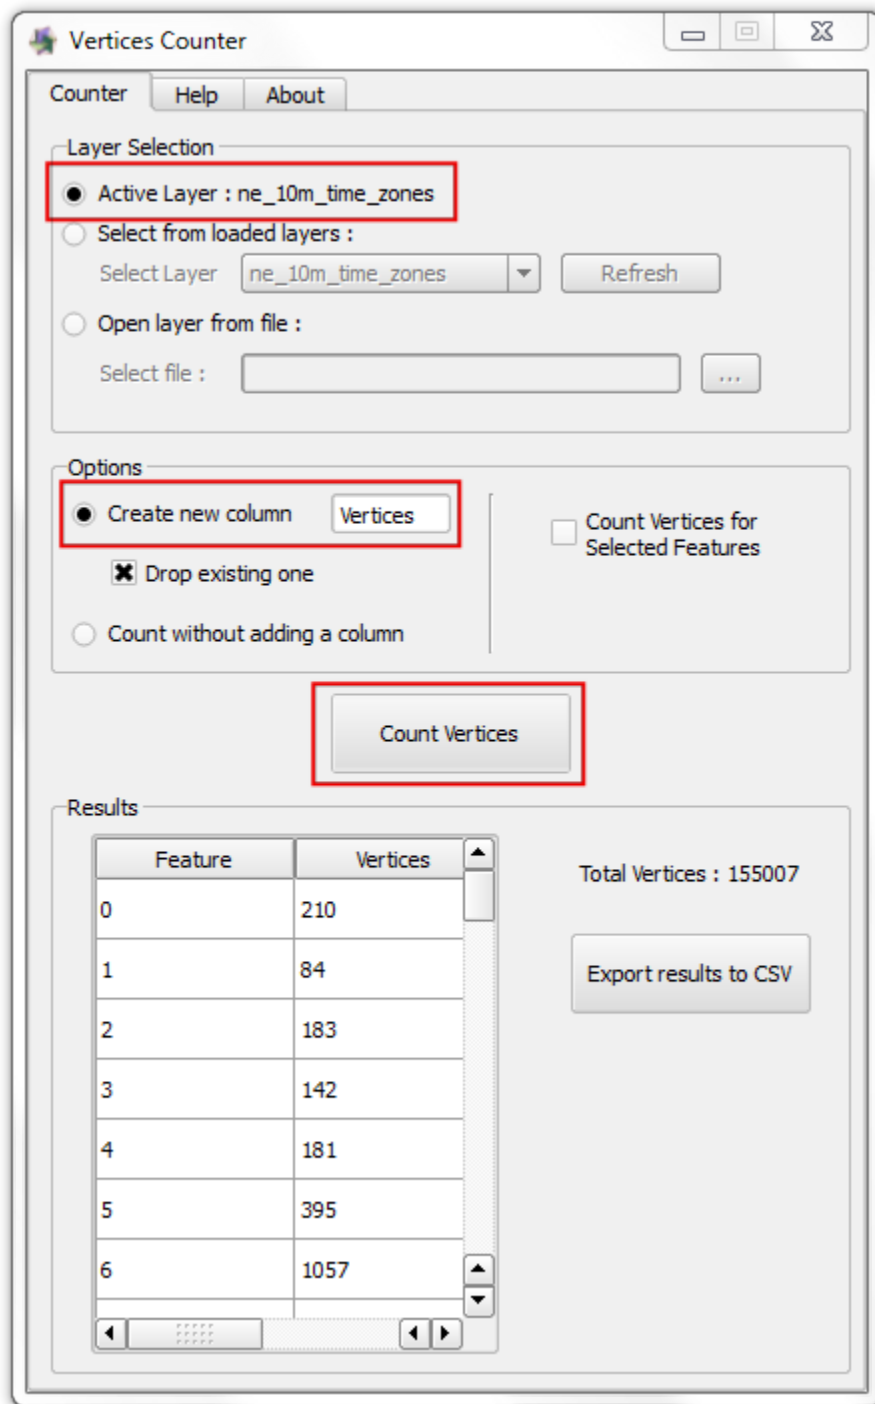 Vertices Counter
Counter Help About
Layer Selection
Active Layer : ne_10m_time_zones
Select from loaded layers :
Select Layer ne_10m_time_zones Refresh
Open layer from file :
Select file : ...
Options
Create new column Vertices
Count Vertices for
Selected Features
Drop existing one
Count without adding a column
Count Vertices
Results
Feature Vertices
Total Vertices : 155007
0 210
1 84
Export results to CSV
2 183
3 142
4 181
5 395
6 1057